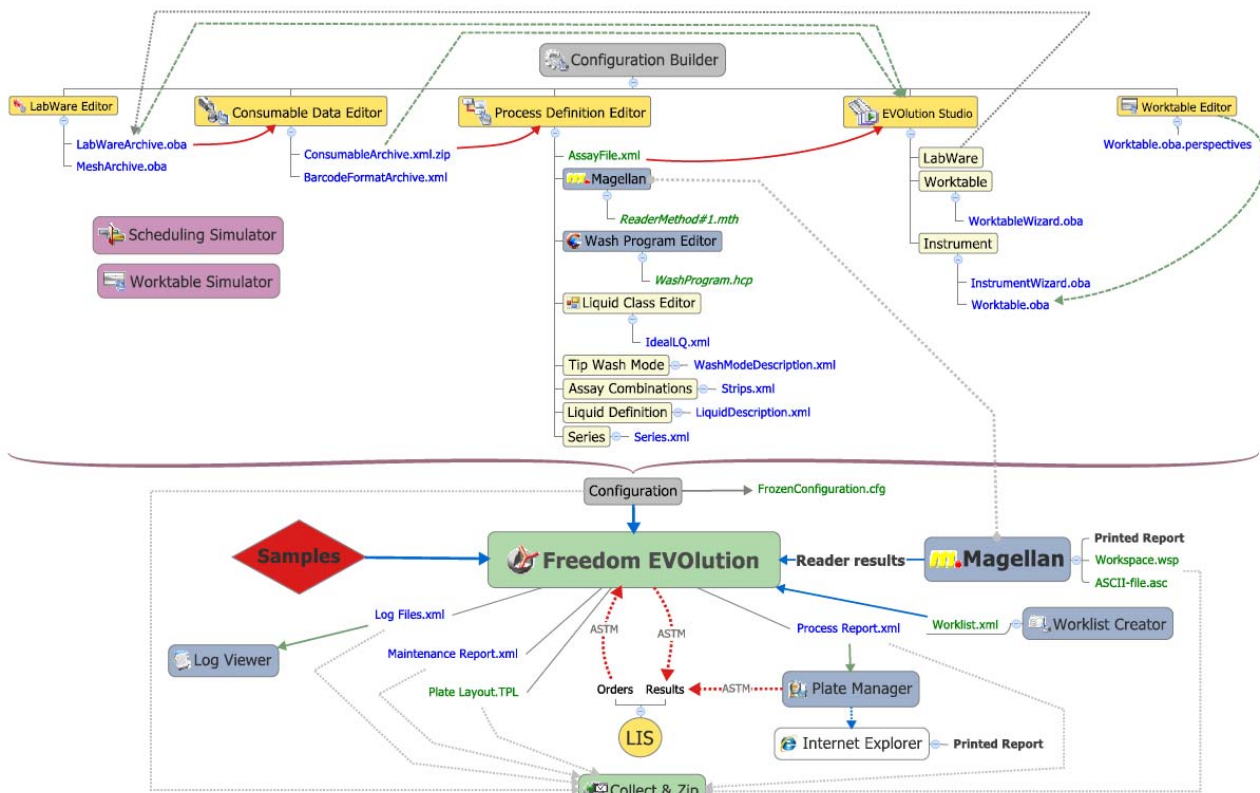 Configuration Builder
LabWare Editor
Consumable Data Editor
Process Definition Editor
EVOlution Studio
Worktable Editor
LabWareArchive.oba
MeshArchive.oba
ConsumableArchive.xml.zip
BarcodeFormatArchive.xml
AssayFile.xml
Magellan
ReaderMethod#1.mth
Wash Program Editor
WashProgram.hcp
Liquid Class Editor
IdealLQ.xml
Tip Wash Mode
WashModeDescription.xml
Assay Combinations
Strips.xml
Liquid Definition
LiquidDescription.xml
Series
Series.xml
LabWare
Worktable
WorktableWizard.oba
Instrument
InstrumentWizard.oba
Worktable.oba
Worktable.oba.perspectives
Scheduling Simulator
Worktable Simulator
Configuration
FrozenConfiguration.cfg
Samples
Freedom EVOlution
Reader results
Magellan
Printed Report
Workspace.wsp
ASCII-file.asc
Log Files.xml
Log Viewer
Maintenance Report.xml
Plate Layout.TPL
ASTM
ASTM
Orders
Results
ASTM
LIS
Process Report.xml
Worklist.xml
Worklist Creator
Plate Manager
Internet Explorer
Printed Report
Collect & Zip